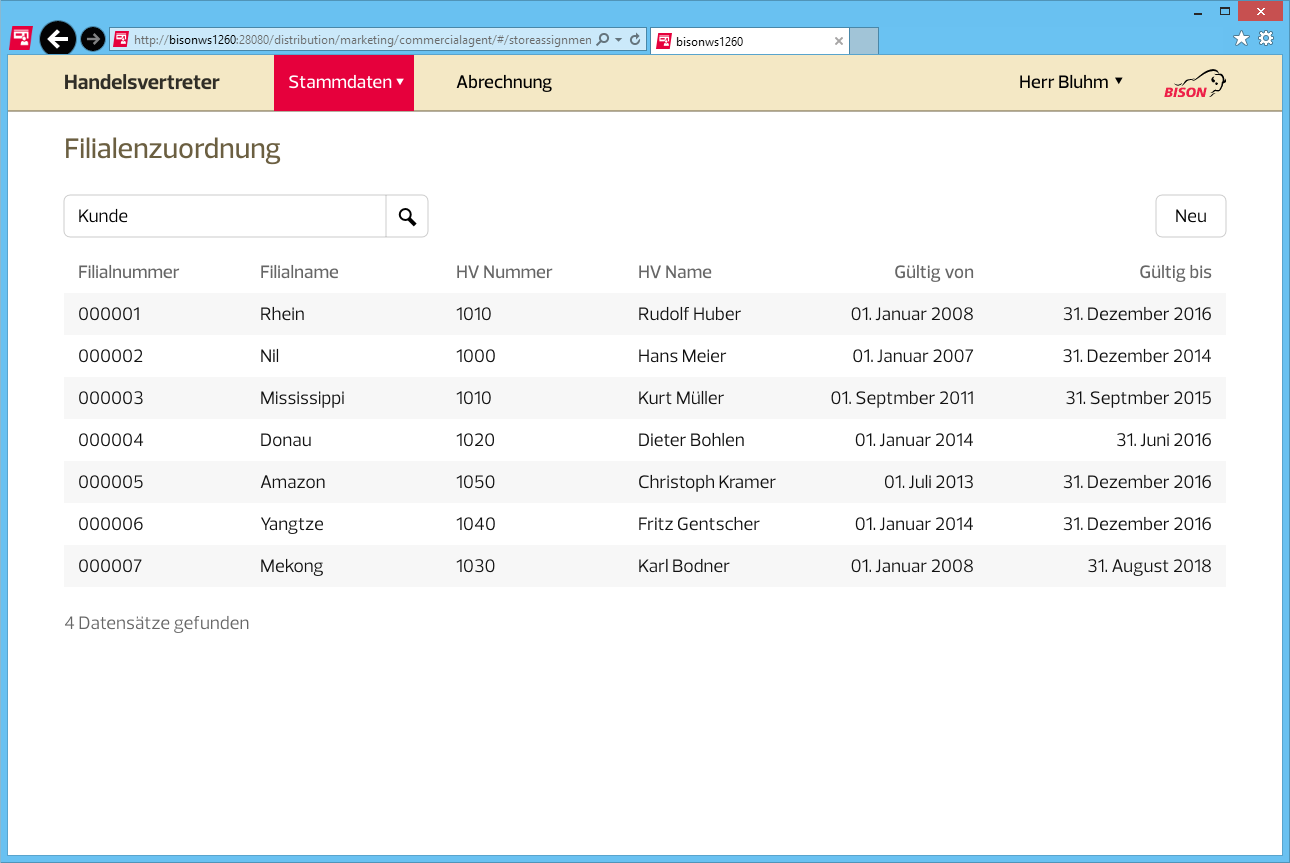 http://bisonws1260:28080/distribution/marketing/commercialagent/#/storeassignmen
bisonws1260
Handelsvertreter Stammdaten Abrechnung Herr Bluhm BISON
Filialenzuordnung
Kunde Neu
Filialnummer Filialname HV Nummer HV Name Gültig von Gültig bis
000001 Rhein 1010 Rudolf Huber 01. Januar 2008 31. Dezember 2016
000002 Nil 1000 Hans Meier 01. Januar 2007 31. Dezember 2014
000003 Mississippi 1010 Kurt Müller 01. Septmber 2011 31. Septmber 2015
000004 Donau 1020 Dieter Bohlen 01. Januar 2014 31. Juni 2016
000005 Amazon 1050 Christoph Kramer 01. Juli 2013 31. Dezember 2016
000006 Yangtze 1040 Fritz Gentscher 01. Januar 2014 31. Dezember 2016
000007 Mekong 1030 Karl Bodner 01. Januar 2008 31. August 2018
4 Datensätze gefunden